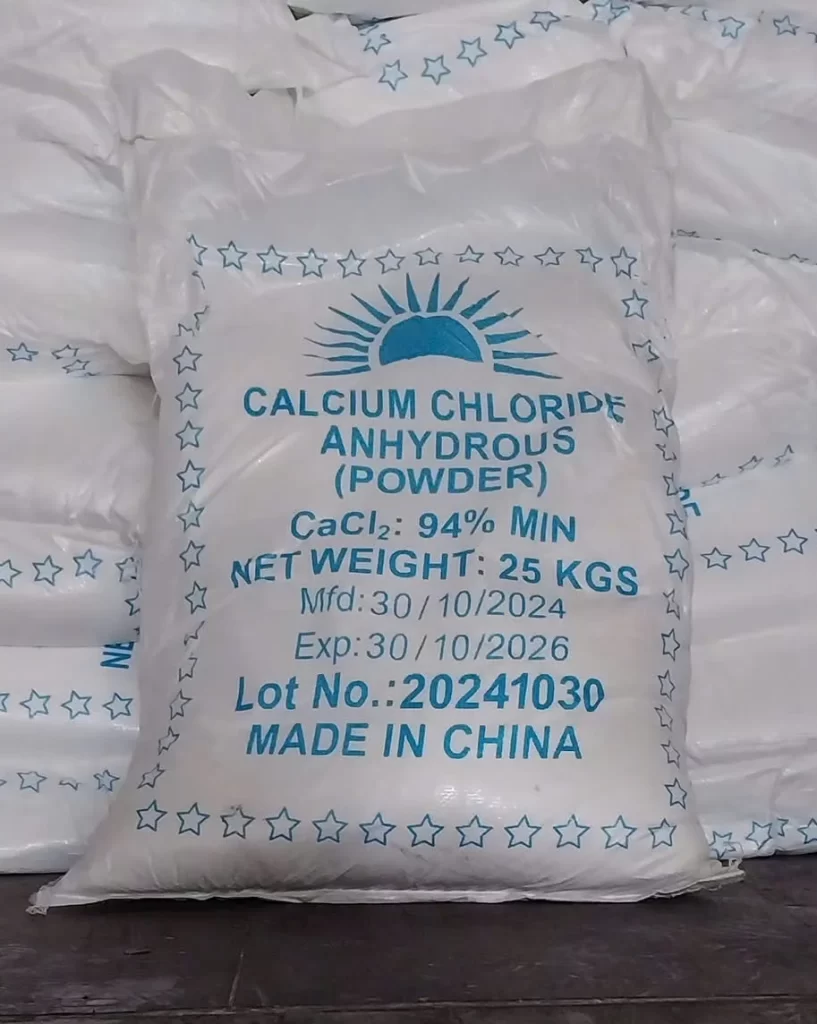 CALCIUM CHLORIDE
ANHYDROUS
(POWDER)
CaCl₂: 94% MIN
NET WEIGHT: 25 KGS
Mfd:30/10/2024
Exp:30/10/2026
Lot No.:20241030
MADE IN CHINA
NE